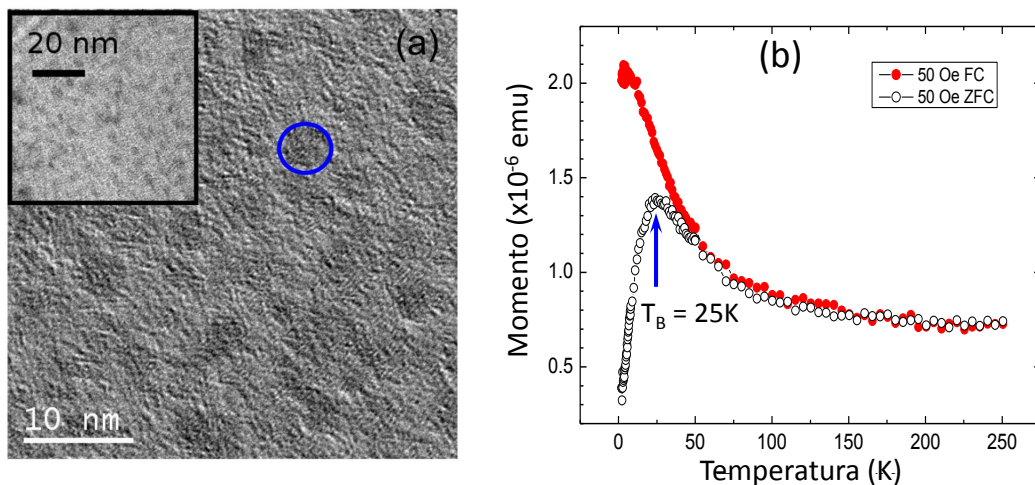 20 nm
(a)
10 nm
(b)
50 Oe FC
50 Oe ZFC
T_B = 25K
Momento (x10⁻⁶ emu)
2.0
1.5
1.0
0.5
0 50 100 150 200 250
Temperatura (K)